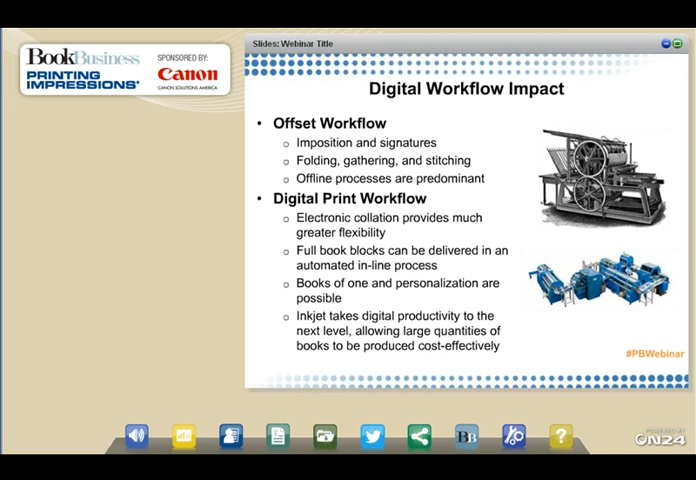 BookBusiness
PRINTING
IMPRESSIONS
SPONSORED BY:
Canon
CANON SOLUTIONS AMERICA
Slides: Webinar Title
Digital Workflow Impact
• Offset Workflow
o Imposition and signatures
o Folding, gathering, and stitching
o Offline processes are predominant
• Digital Print Workflow
o Electronic collation provides much
greater flexibility
o Full book blocks can be delivered in an
automated in-line process
o Books of one and personalization are
possible
o Inkjet takes digital productivity to the
next level, allowing large quantities of
books to be produced cost-effectively
#PBWebinar
BB
?
POWERED BY
ON24